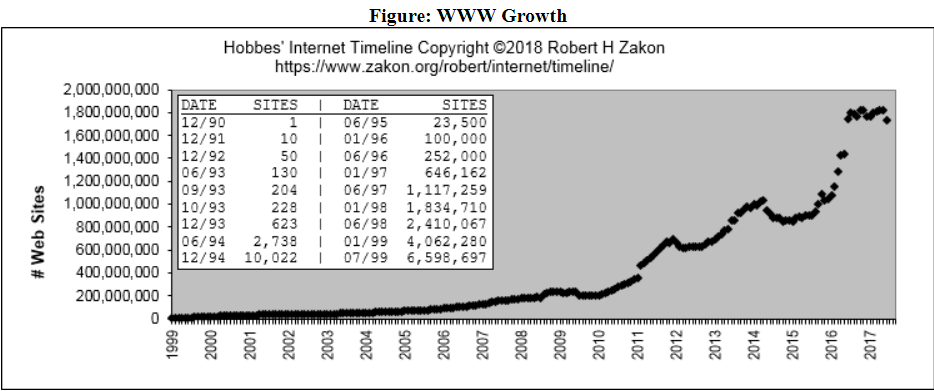 Figure: WWW Growth
Hobbes' Internet Timeline Copyright ©2018 Robert H Zakon
https://www.zakon.org/robert/internet/timeline/
# Web Sites
2,000,000,000
1,800,000,000
1,600,000,000
1,400,000,000
1,200,000,000
1,000,000,000
800,000,000
600,000,000
400,000,000
200,000,000
0
DATE SITES | DATE SITES
12/90 1 | 06/95 23,500
12/91 10 | 01/96 100,000
12/92 50 | 06/96 252,000
06/93 130 | 01/97 646,162
09/93 204 | 06/97 1,117,259
10/93 228 | 01/98 1,834,710
12/93 623 | 06/98 2,410,067
06/94 2,738 | 01/99 4,062,280
12/94 10,022 | 07/99 6,598,697
1999 2000 2001 2002 2003 2004 2005 2006 2007 2008 2009 2010 2011 2012 2013 2014 2015 2016 2017